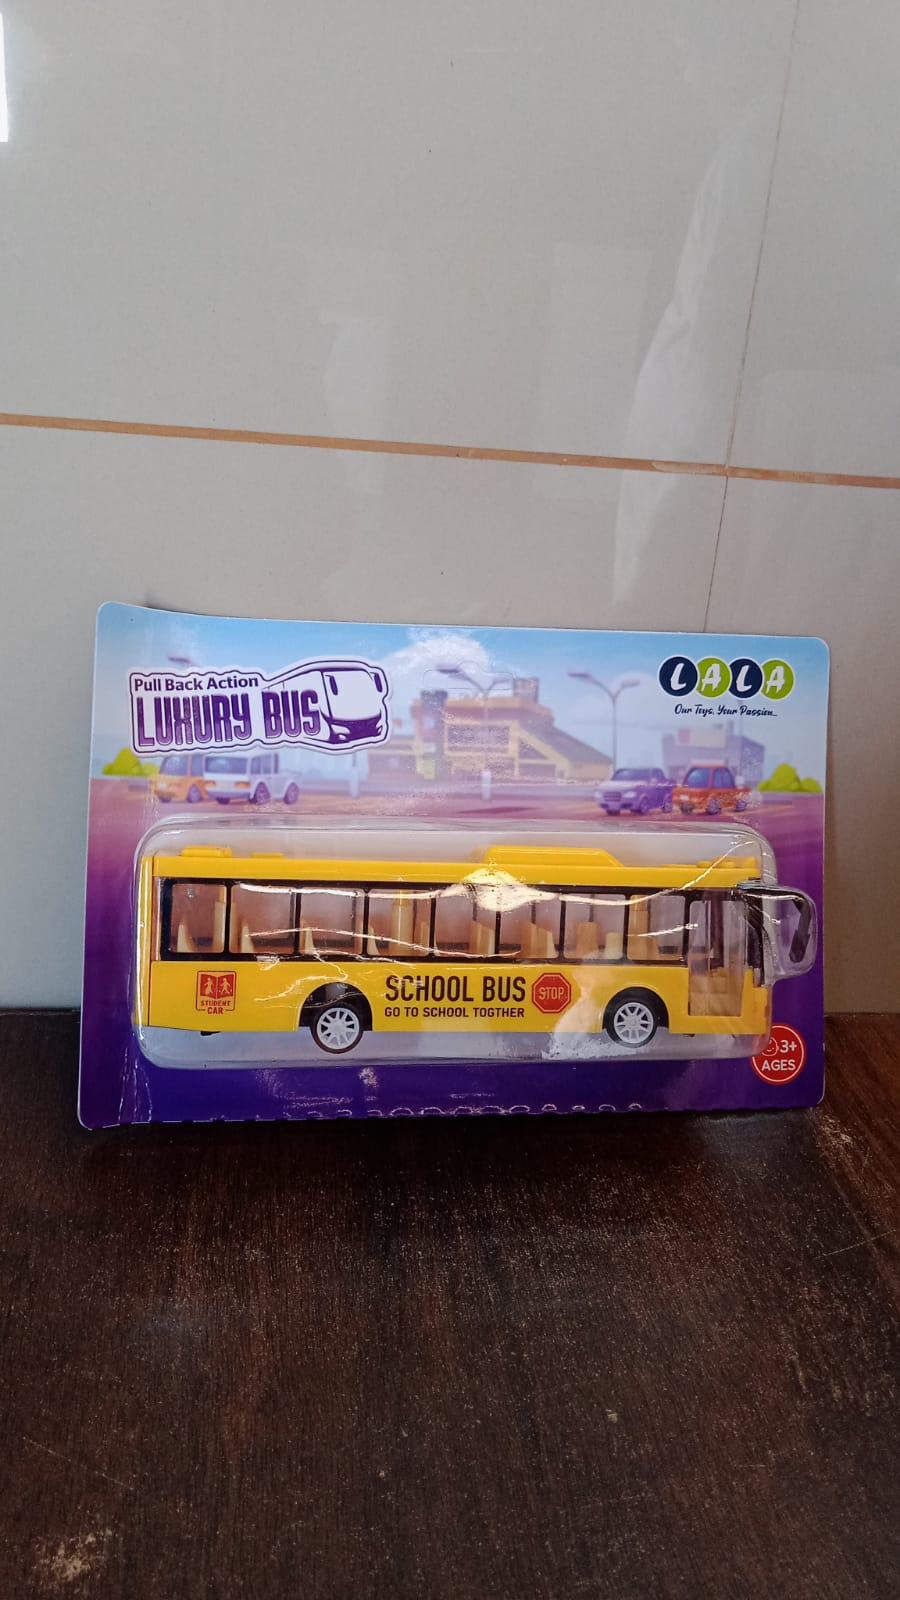 Pull Back Action
LUXURY BUS
LALA
Our Toys, Your Passion...
SCHOOL BUS
STOP
GO TO SCHOOL TOGTHER
STUDENT
CAR
3+
AGES